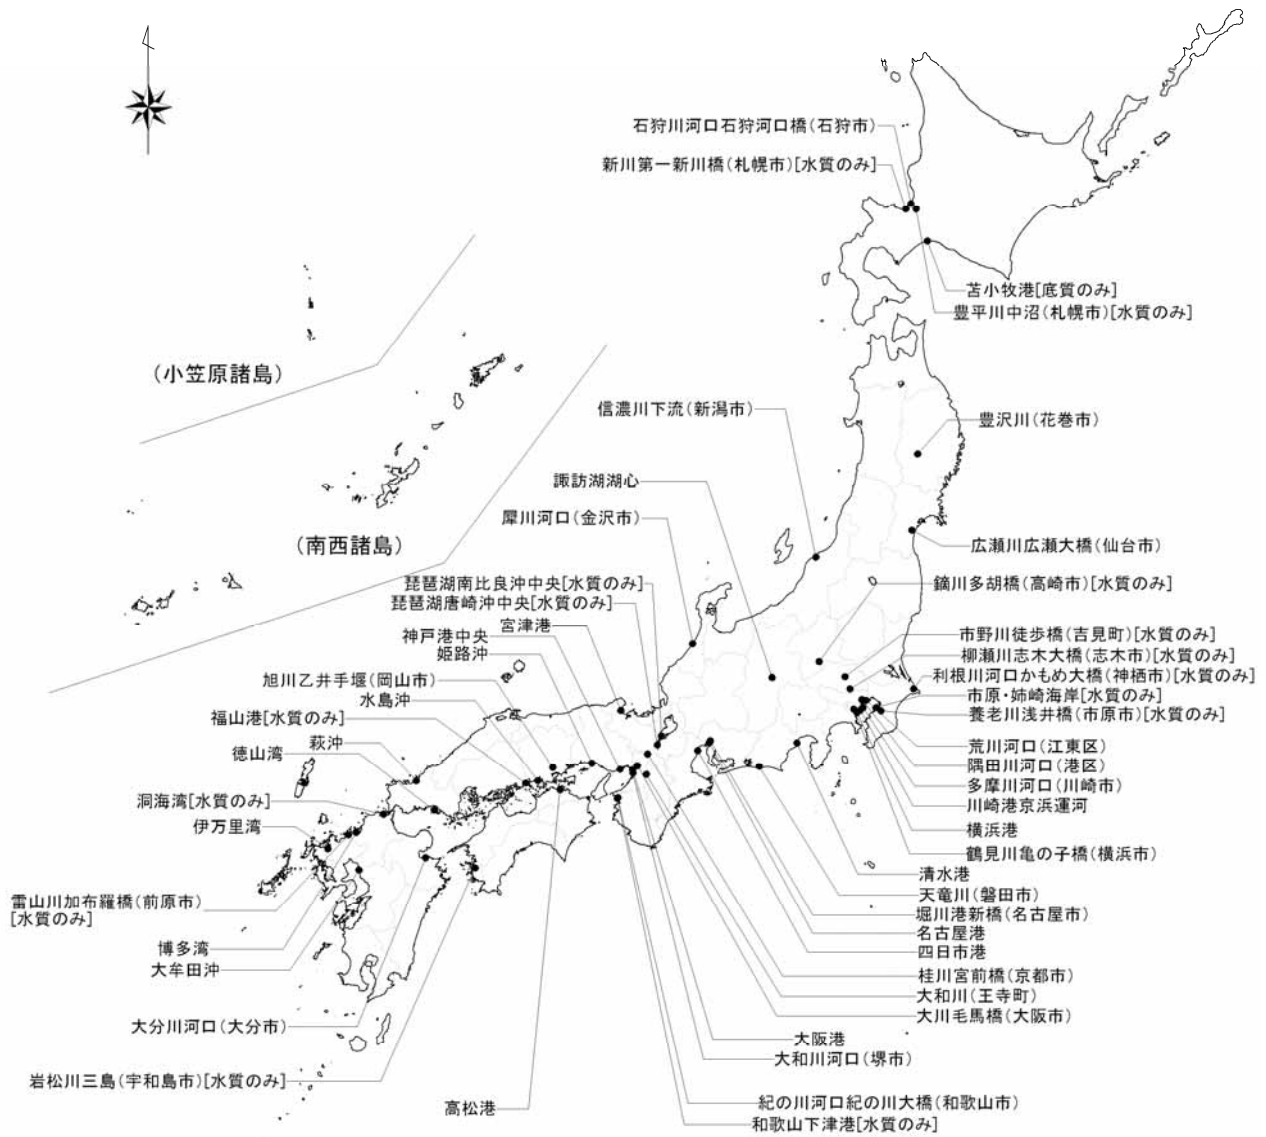 石狩川河口石狩河口橋(石狩市)
新川第一新川橋(札幌市)[水質のみ]
苫小牧港[底質のみ]
豊平川中沼(札幌市)[水質のみ]
(小笠原諸島)
信濃川下流(新潟市)
豊沢川(花巻市)
諏訪湖湖心
犀川河口(金沢市)
(南西諸島)
広瀬川広瀬大橋(仙台市)
琵琶湖南比良沖中央[水質のみ]
鏑川多胡橋(高崎市)[水質のみ]
琵琶湖唐崎沖中央[水質のみ]
宮津港
神戸港中央
市野川徒歩橋(吉見町)[水質のみ]
姫路沖
柳瀬川志木大橋(志木市)[水質のみ]
旭川乙井手堰(岡山市)
利根川河口かもめ大橋(神栖市)[水質のみ]
水島沖
市原・姉崎海岸[水質のみ]
福山港[水質のみ]
養老川浅井橋(市原市)[水質のみ]
萩沖
徳山湾
荒川河口(江東区)
隅田川河口(港区)
多摩川河口(川崎市)
洞海湾[水質のみ]
川崎港京浜運河
伊万里湾
横浜港
鶴見川亀の子橋(横浜市)
清水港
天竜川(磐田市)
雷山川加布羅橋(前原市)
[水質のみ]
堀川港新橋(名古屋市)
名古屋港
博多湾
四日市港
大牟田沖
桂川宮前橋(京都市)
大和川(王寺町)
大川毛馬橋(大阪市)
大分川河口(大分市)
大阪港
大和川河口(堺市)
岩松川三島(宇和島市)[水質のみ]
高松港
紀の川河口紀の川大橋(和歌山市)
和歌山下津港[水質のみ]